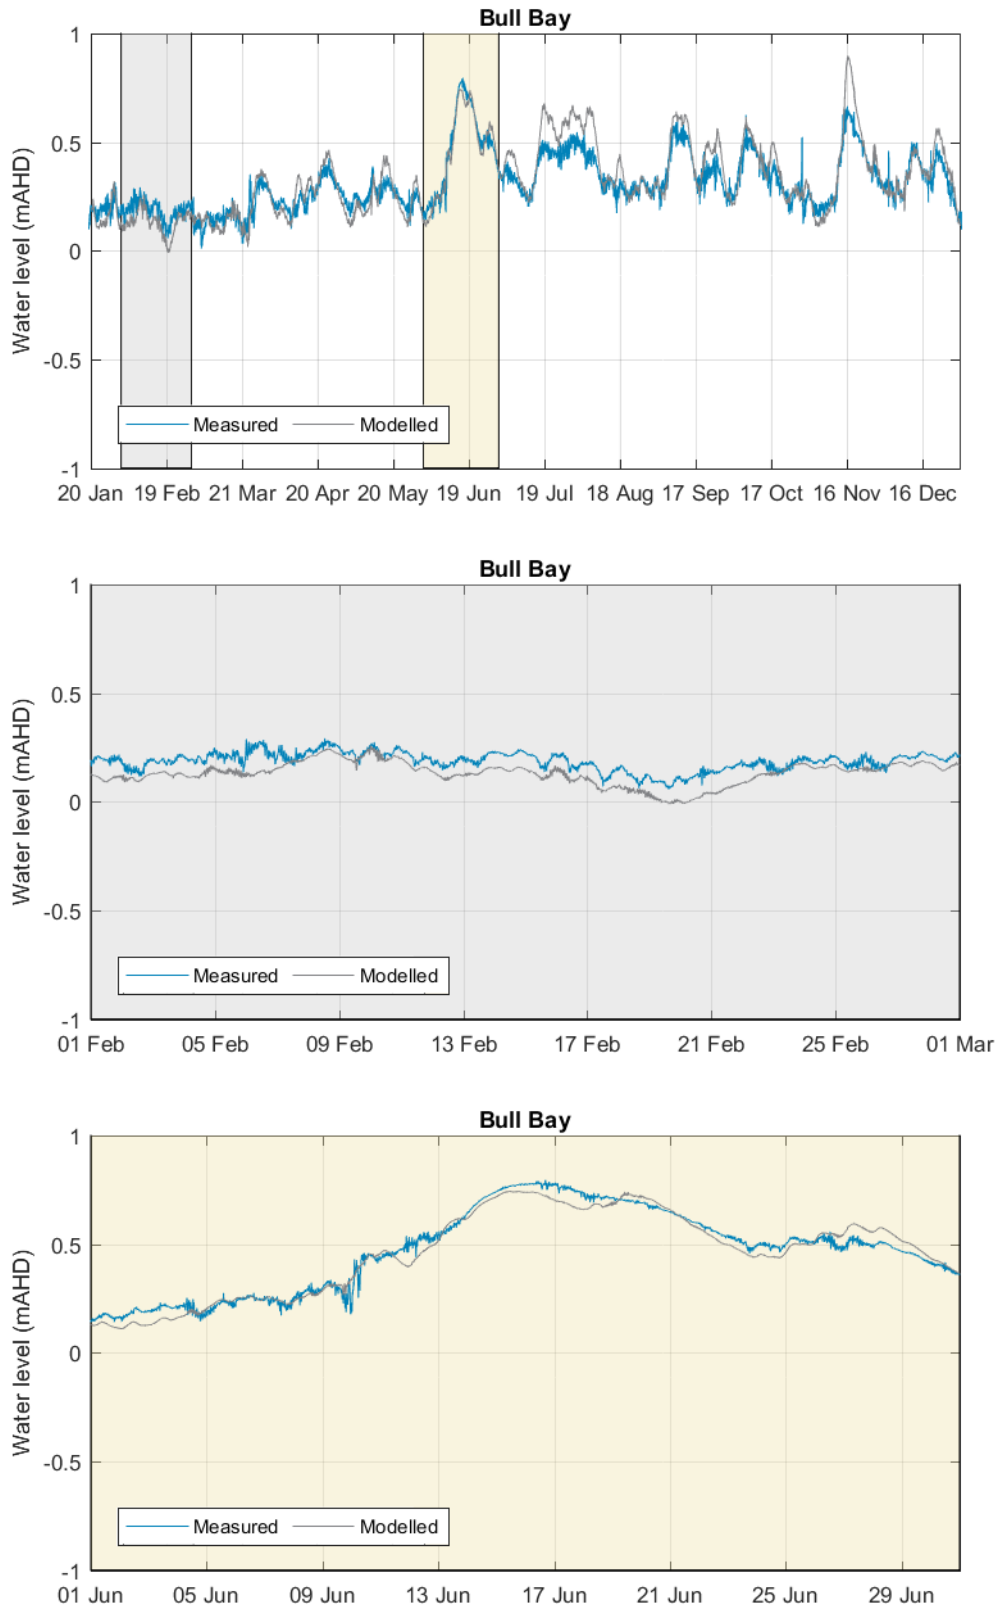 Bull Bay
Water level (mAHD)
1
0.5
0
-0.5
-1
Measured Modelled
20 Jan 19 Feb 21 Mar 20 Apr 20 May 19 Jun 19 Jul 18 Aug 17 Sep 17 Oct 16 Nov 16 Dec
Bull Bay
Water level (mAHD)
1
0.5
0
-0.5
-1
Measured Modelled
01 Feb 05 Feb 09 Feb 13 Feb 17 Feb 21 Feb 25 Feb 01 Mar
Bull Bay
Water level (mAHD)
1
0.5
0
-0.5
-1
Measured Modelled
01 Jun 05 Jun 09 Jun 13 Jun 17 Jun 21 Jun 25 Jun 29 Jun